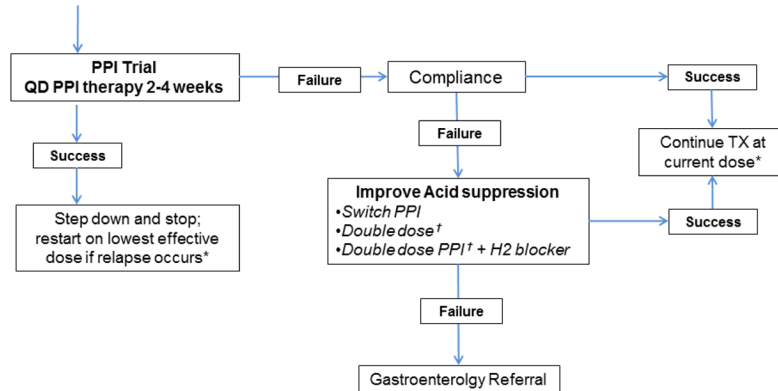 PPI Trial
QD PPI therapy 2-4 weeks
Failure
Compliance
Success
Failure
Success
Continue TX at
current dose*
Improve Acid suppression
•Switch PPI
•Double dose†
•Double dose PPI† + H2 blocker
Step down and stop;
restart on lowest effective
dose if relapse occurs*
Success
Failure
Gastroenterolgy Referral